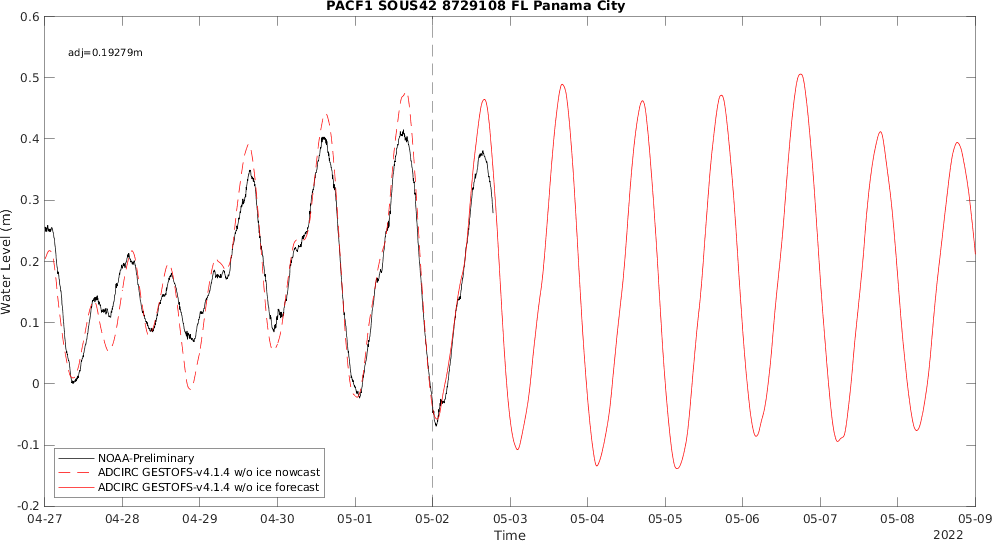 PACF1 SOUS42 8729108 FL Panama City
0.6
adj=0.19279m
0.5
0.4
0.3
0.2
0.1
0
-0.1
-0.2
Water Level (m)
NOAA-Preliminary
ADCIRC GESTOFS-v4.1.4 w/o ice nowcast
ADCIRC GESTOFS-v4.1.4 w/o ice forecast
04-27 04-28 04-29 04-30 05-01 05-02 05-03 05-04 05-05 05-06 05-07 05-08 05-09
Time
2022